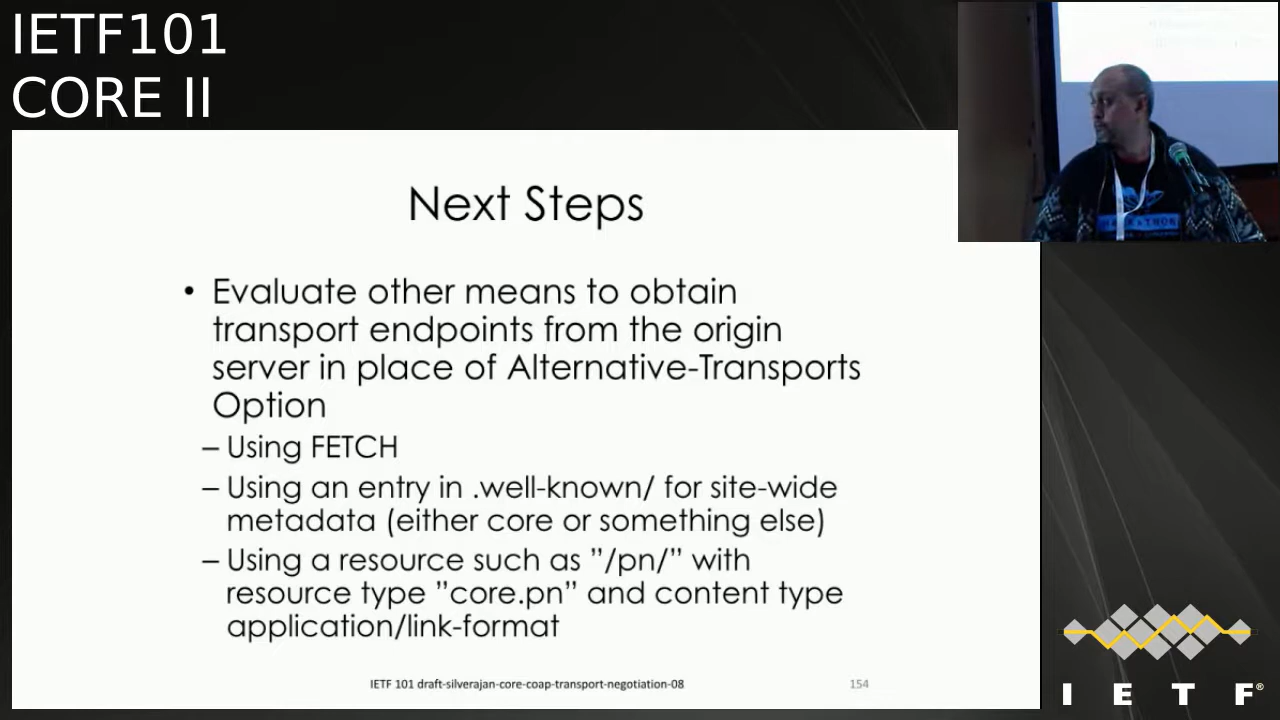 IETF101
CORE II
Next Steps
• Evaluate other means to obtain
transport endpoints from the origin
server in place of Alternative-Transports
Option
– Using FETCH
– Using an entry in .well-known/ for site-wide
metadata (either core or something else)
– Using a resource such as ”/pn/” with
resource type ”core.pn” and content type
application/link-format
IETF 101 draft-silverajan-core-coap-transport-negotiation-08
154
I E T F®